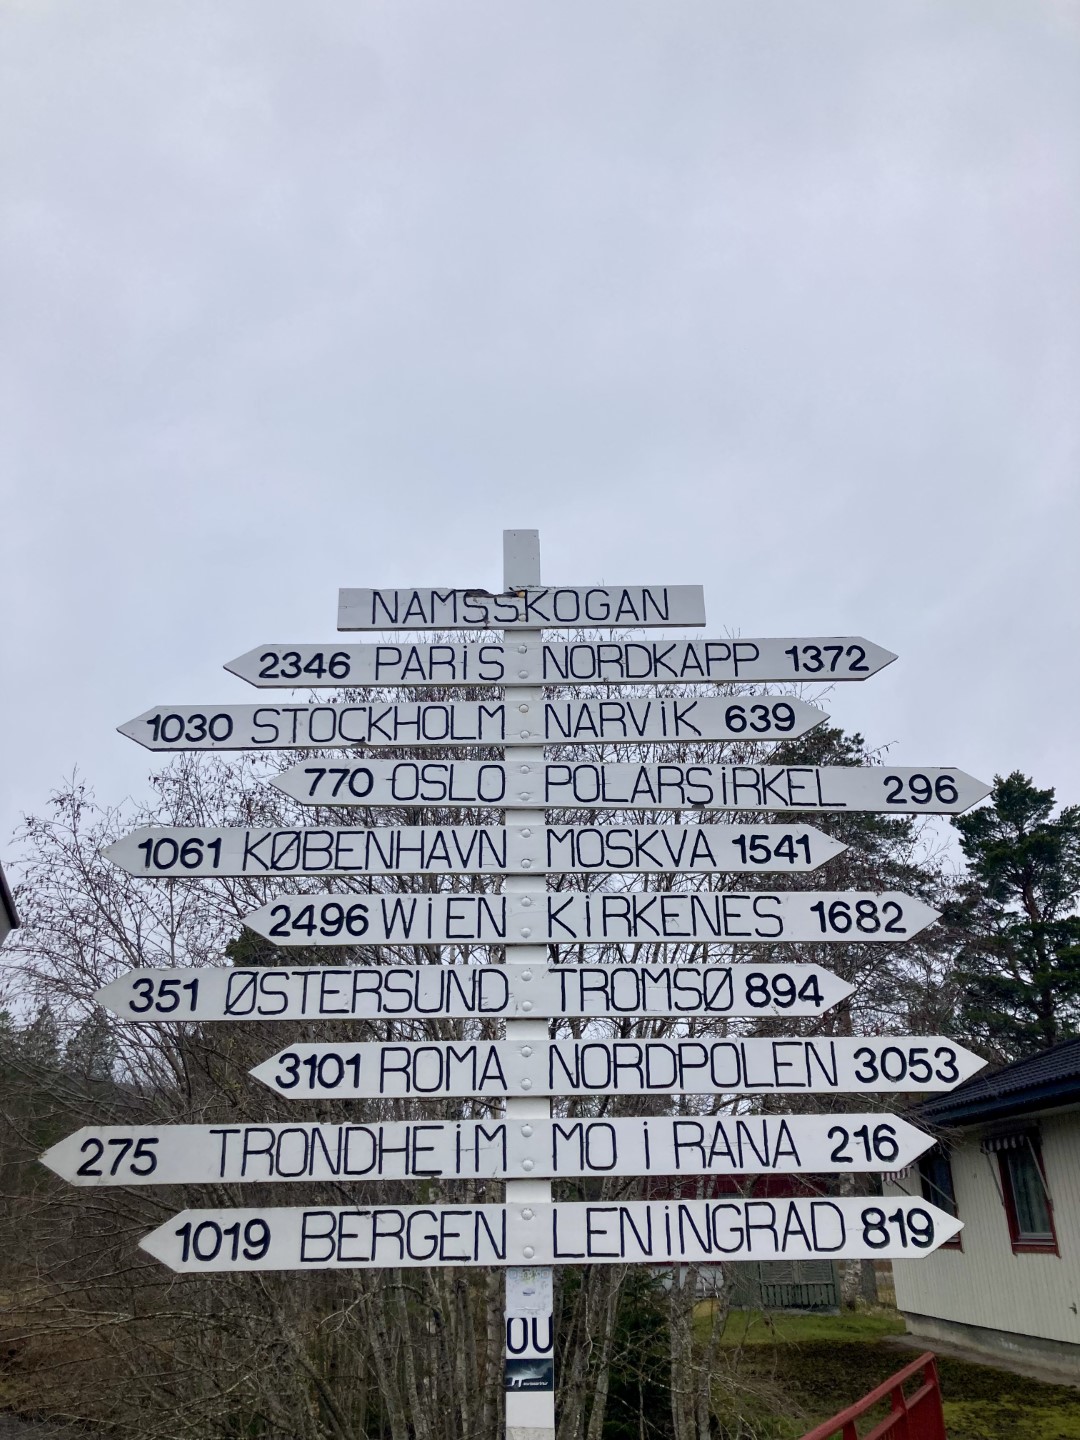 NAMSSKOGAN
2346 PARiS NORDKAPP 1372
1030 STOCKHOLM NARViK 639
770 OSLO POLARSiRKEL 296
1061 KØBENHAVN MOSKVA 1541
2496 WiEN KiRKENES 1682
351 ØSTERSUND TROMSØ 894
3101 ROMA NORDPOLEN 3053
275 TRONDHEiM MO i RANA 216
1019 BERGEN LENiNGRAD 819
OU